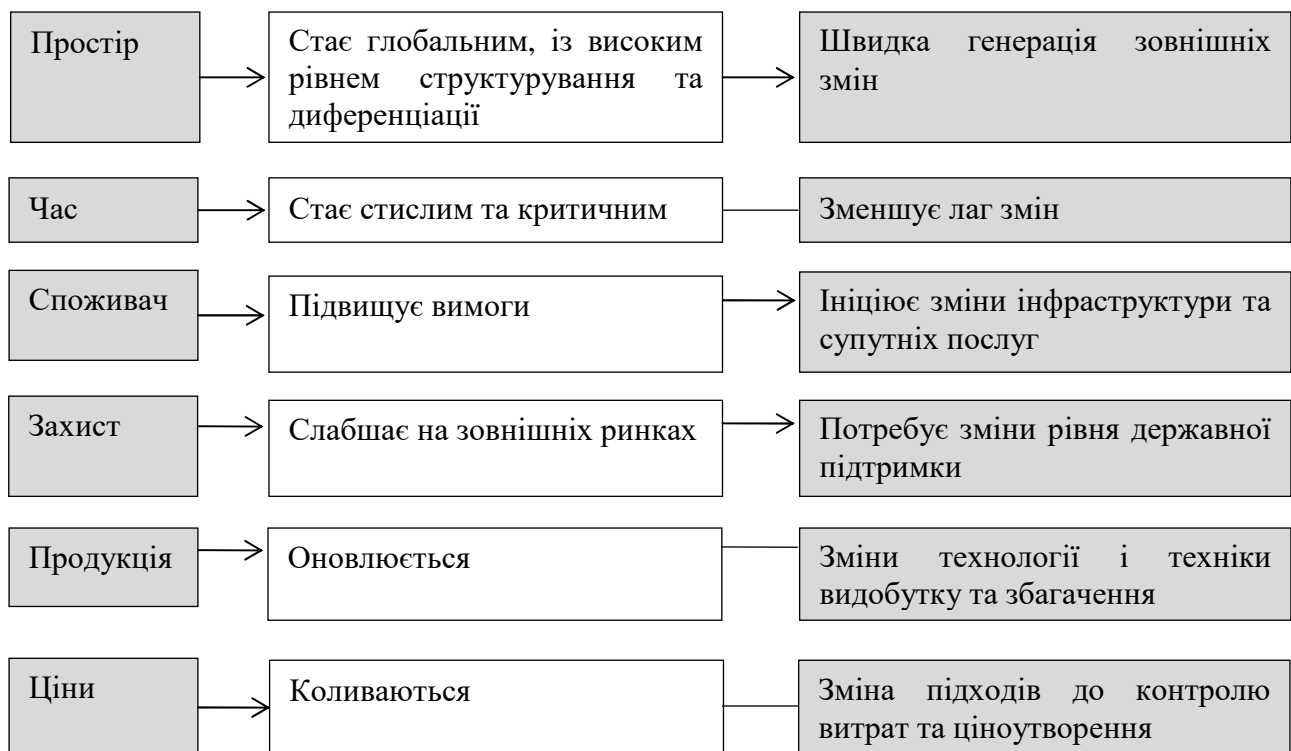 Простір
Стає глобальним, із високим
рівнем структурування та
диференціації
Швидка генерація зовнішніх
змін
Час
Стає стислим та критичним
Зменшує лаг змін
Споживач
Підвищує вимоги
Ініціює зміни інфраструктури та
супутніх послуг
Захист
Слабшає на зовнішніх ринках
Потребує зміни рівня державної
підтримки
Продукція
Оновлюється
Зміни технології і техніки
видобутку та збагачення
Ціни
Коливаються
Зміна підходів до контролю
витрат та ціноутворення